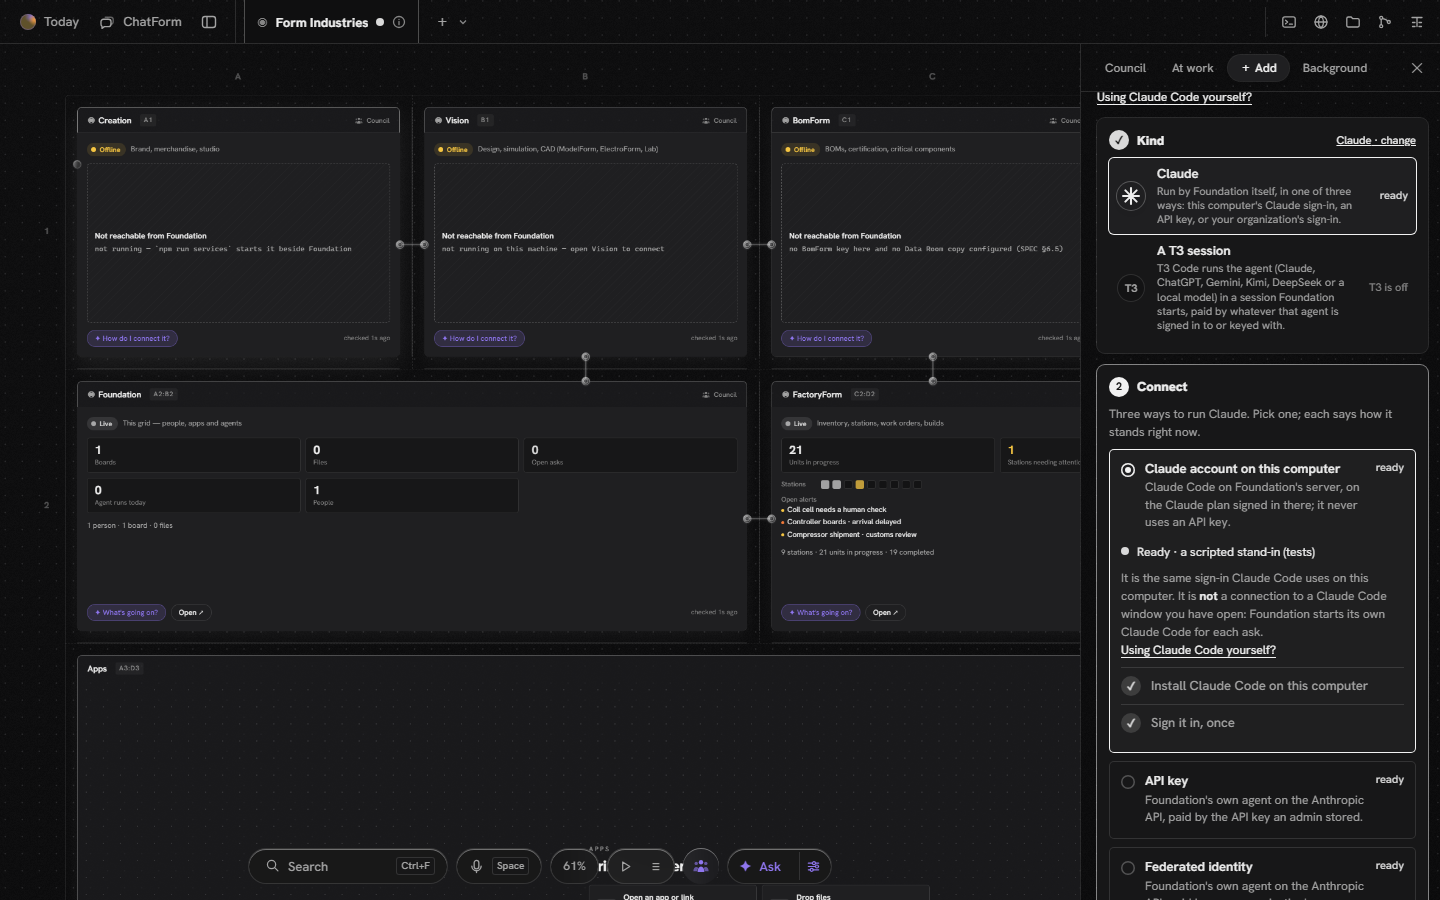 Today
ChatForm
Form Industries
A
B
C
1
2
Creation
A1
Council
Offline
Brand, merchandise, studio
Not reachable from Foundation
not running — `npm run services` starts it beside Foundation
+ How do I connect it?
checked 1s ago
Vision
B1
Council
Offline
Design, simulation, CAD (ModelForm, ElectroForm, Lab)
Not reachable from Foundation
not running on this machine — open Vision to connect
+ How do I connect it?
checked 1s ago
BomForm
C1
Offline
BOMs, certification, critical components
Not reachable from Foundation
no BomForm key here and no Data Room copy configured (SPEC §6.5)
+ How do I connect it?
Foundation
A2:B2
Council
Live
This grid — people, apps and agents
1
Boards
0
Files
0
Open asks
0
Agent runs today
1
People
1 person · 1 board · 0 files
+ What's going on?
Open ↗
checked 1s ago
FactoryForm
C2:D2
Live
Inventory, stations, work orders, builds
21
Units in progress
1
Stations needing
Stations
Open alerts
Coil cell needs a human check
Controller boards · arrival delayed
Compressor shipment · customs review
9 stations · 21 units in progress · 19 completed
+ What's going on?
Open ↗
Apps
A3:D3
APPS
Open an app or link
Drop files
Search
Ctrl+F
Space
61%
Ask
Council
At work
+ Add
Background
Using Claude Code yourself?
Kind
Claude · change
Claude
Run by Foundation itself, in one of three
ways: this computer's Claude sign-in, an
API key, or your organization's sign-in.
ready
A T3 session
T3
T3 Code runs the agent (Claude,
ChatGPT, Gemini, Kimi, DeepSeek or a
local model) in a session Foundation
starts, paid by whatever that agent is
signed in to or keyed with.
T3 is off
2
Connect
Three ways to run Claude. Pick one; each says how it
stands right now.
Claude account on this computer
ready
Claude Code on Foundation's server, on
the Claude plan signed in there; it never
uses an API key.
Ready · a scripted stand-in (tests)
It is the same sign-in Claude Code uses on this
computer. It is not a connection to a Claude Code
window you have open: Foundation starts its own
Claude Code for each ask.
Using Claude Code yourself?
Install Claude Code on this computer
Sign it in, once
API key
ready
Foundation's own agent on the Anthropic
API, paid by the API key an admin stored.
Federated identity
ready
Foundation's own agent on the Anthropic